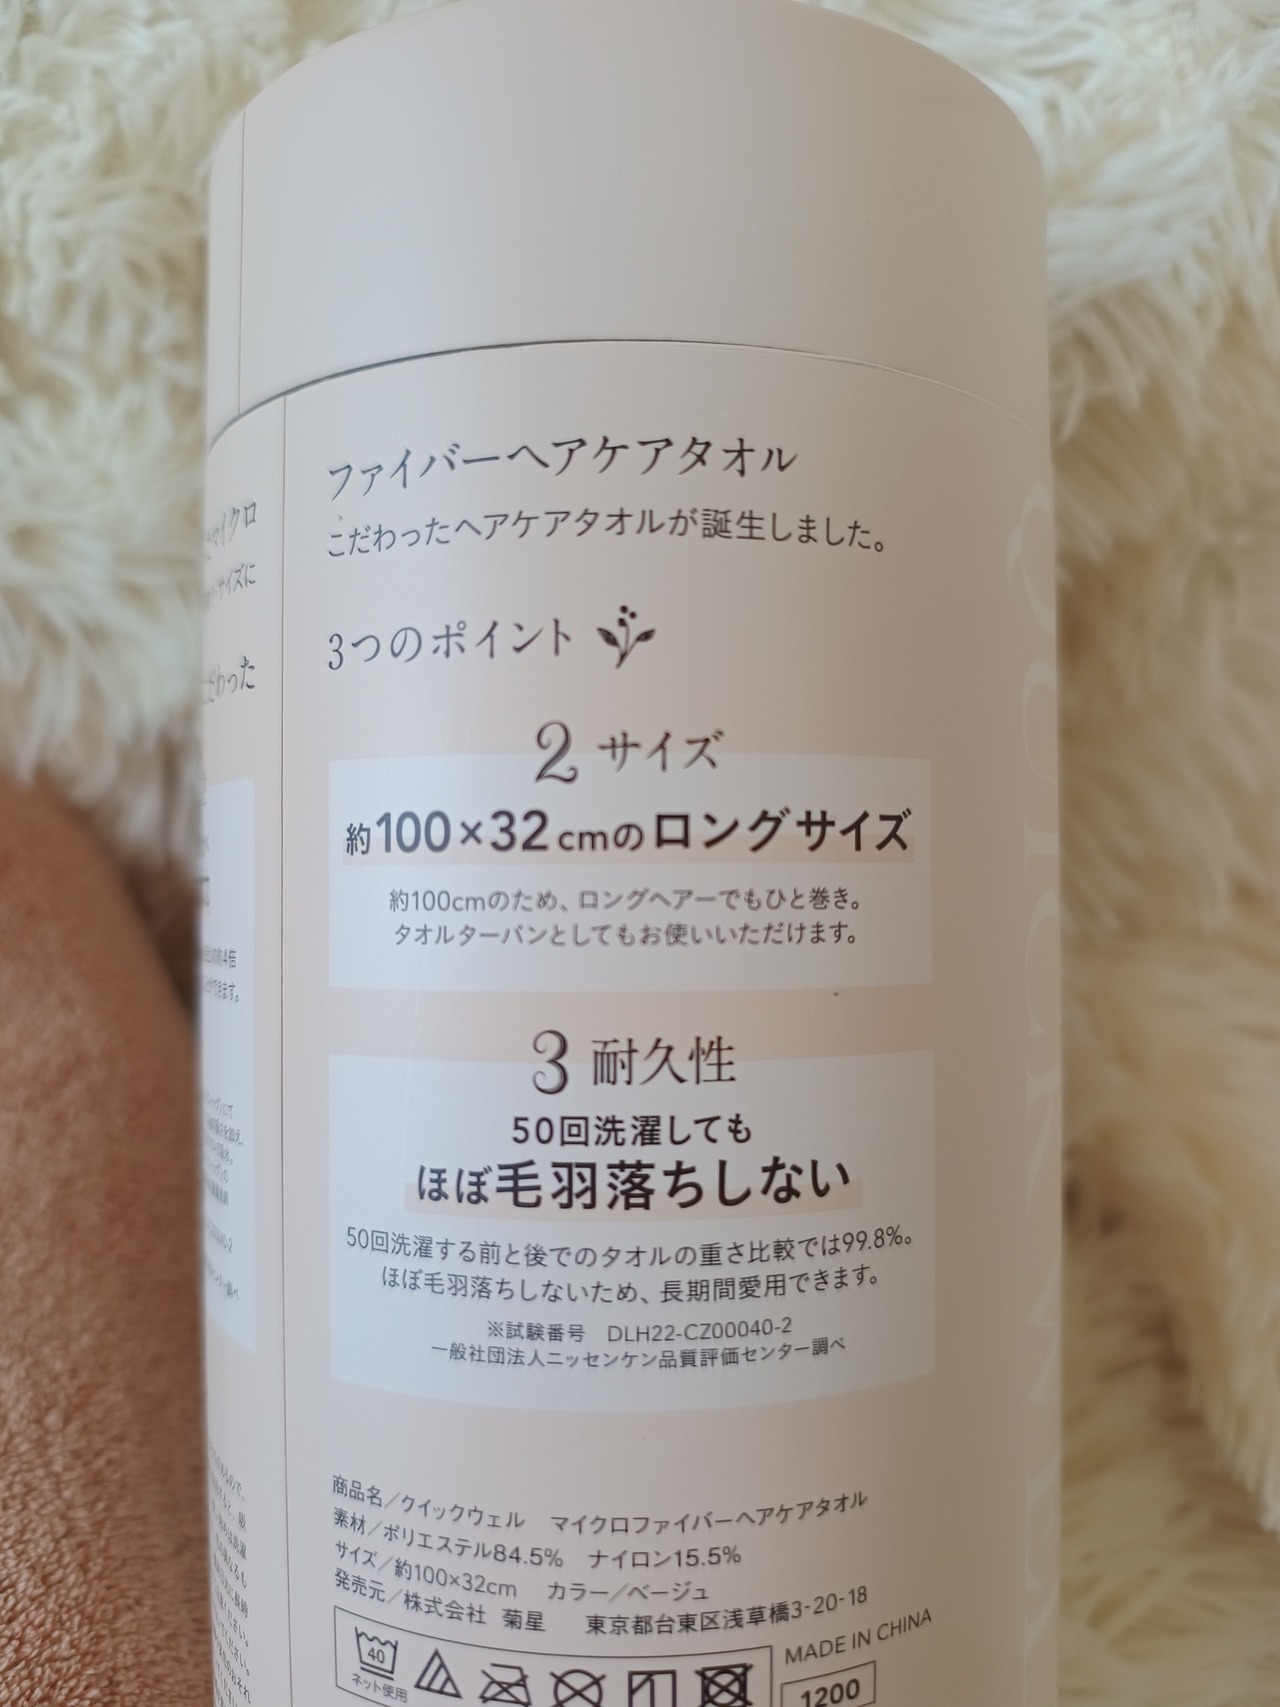 ファイバーヘアケアタオル
こだわったヘアケアタオルが誕生しました。
3つのポイント
2 サイズ
約100×32cmのロングサイズ
約100cmのため、ロングヘアーでもひと巻き。
タオルターバンとしてもお使いいただけます。
3 耐久性
50回洗濯しても
ほぼ毛羽落ちしない
50回洗濯する前と後でのタオルの重さ比較では99.8%。
ほぼ毛羽落ちしないため、長期間愛用できます。
※試験番号 DLH22-CZ00040-2
一般社団法人ニッセンケン品質評価センター調べ
商品名/クイックウェル マイクロファイバーヘアケアタオル
素材/ポリエステル84.5% ナイロン15.5%
サイズ/約100×32cm カラー/ベージュ
発売元/株式会社 菊星 東京都台東区浅草橋3-20-18
40
ネット使用
MADE IN CHINA
1200
マイクロ
サイズに
こだわった